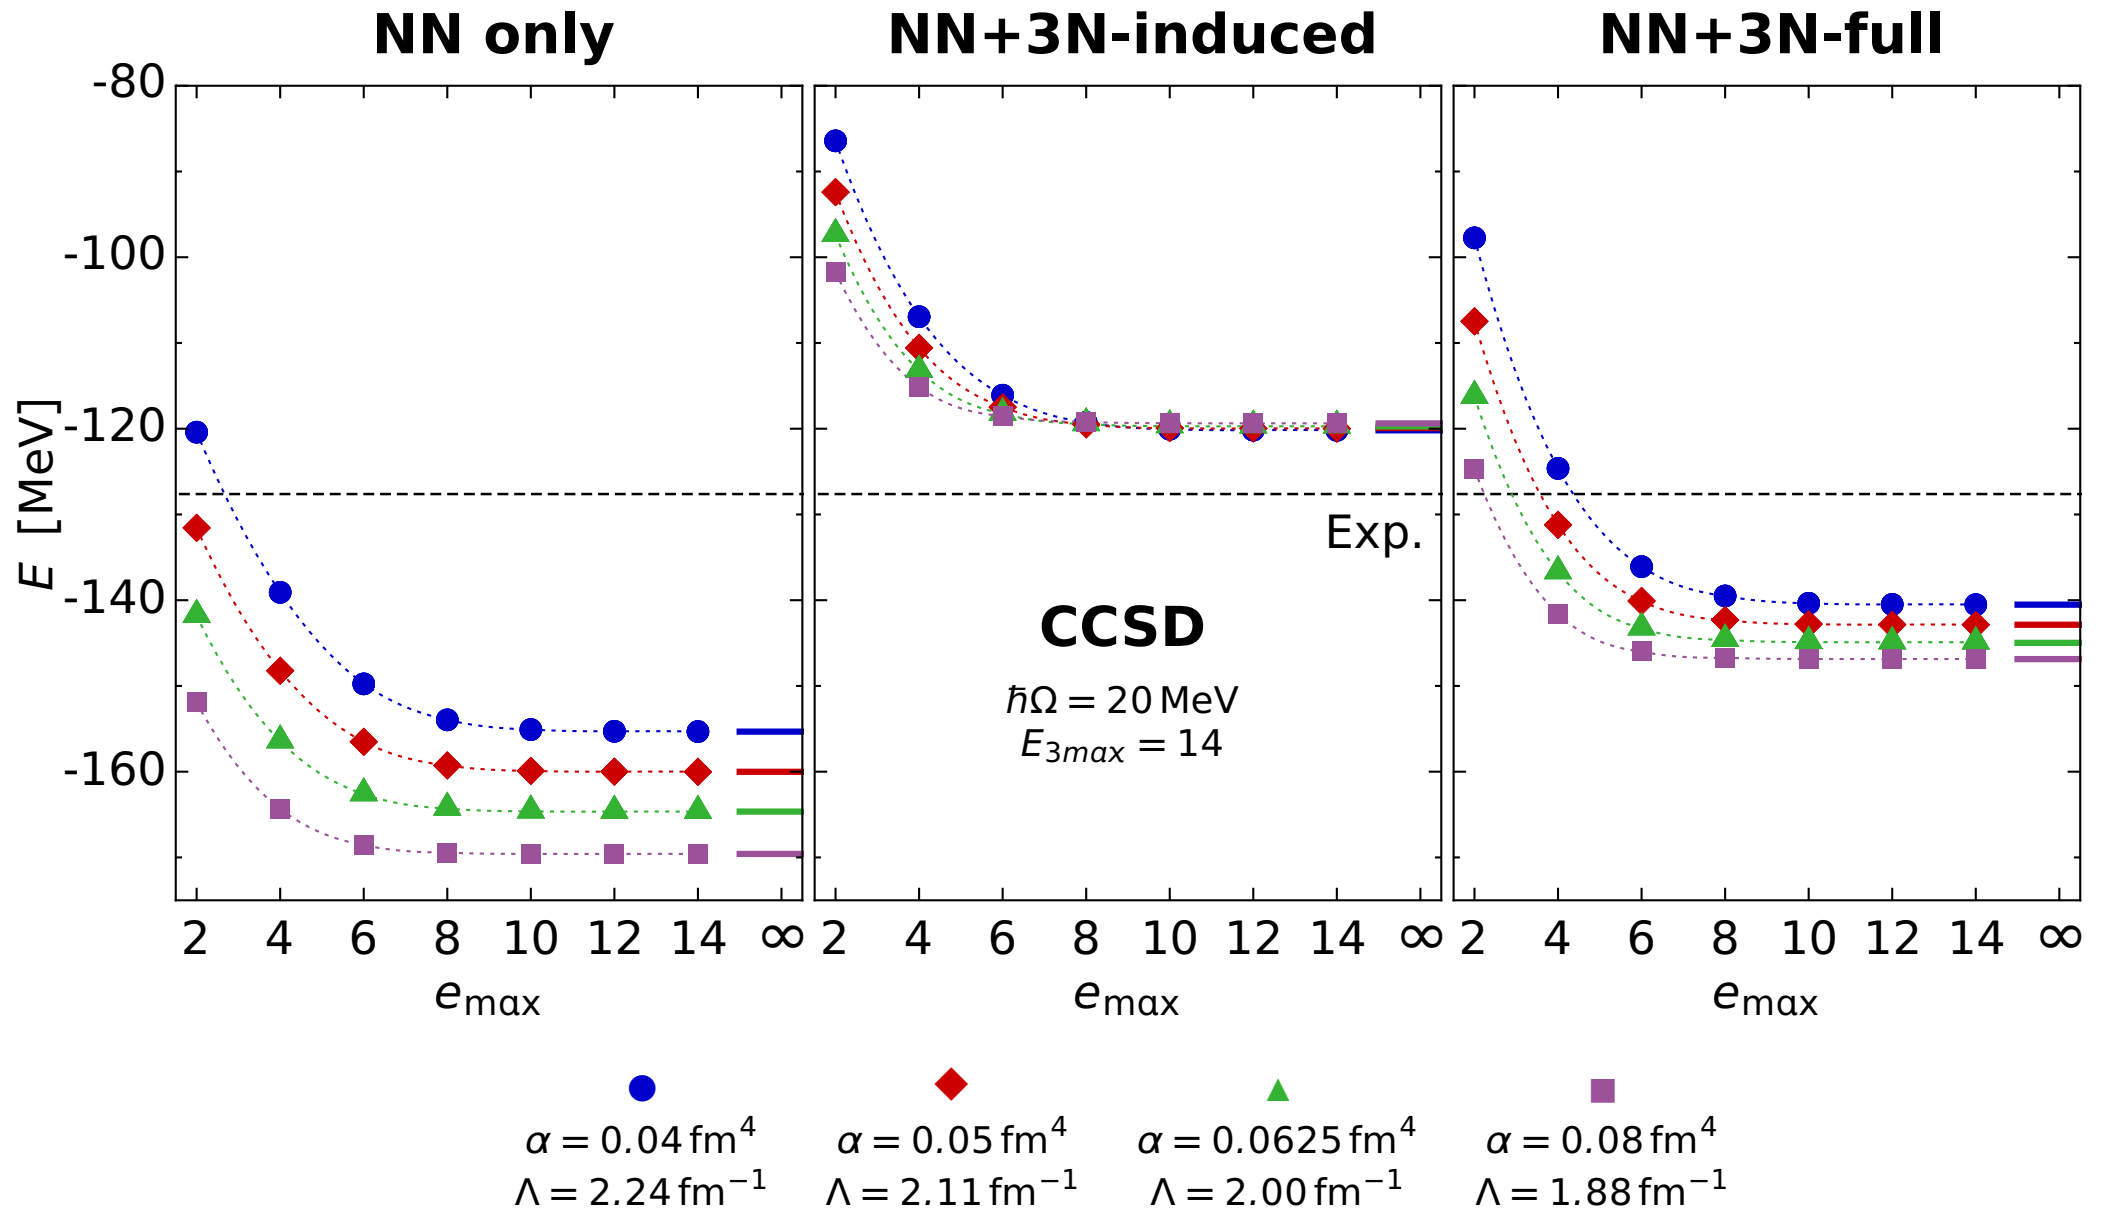 NN only NN+3N-induced NN+3N-full
-80
-100
-120
-140
-160
E [MeV]
Exp.
CCSD
ℏΩ = 20 MeV
E₃ₘₐₓ = 14
2 4 6 8 10 12 14 ∞ 2 4 6 8 10 12 14 ∞ 2 4 6 8 10 12 14 ∞
eₘₐₓ eₘₐₓ eₘₐₓ
α = 0.04 fm⁴ α = 0.05 fm⁴ α = 0.0625 fm⁴ α = 0.08 fm⁴
Λ = 2.24 fm⁻¹ Λ = 2.11 fm⁻¹ Λ = 2.00 fm⁻¹ Λ = 1.88 fm⁻¹